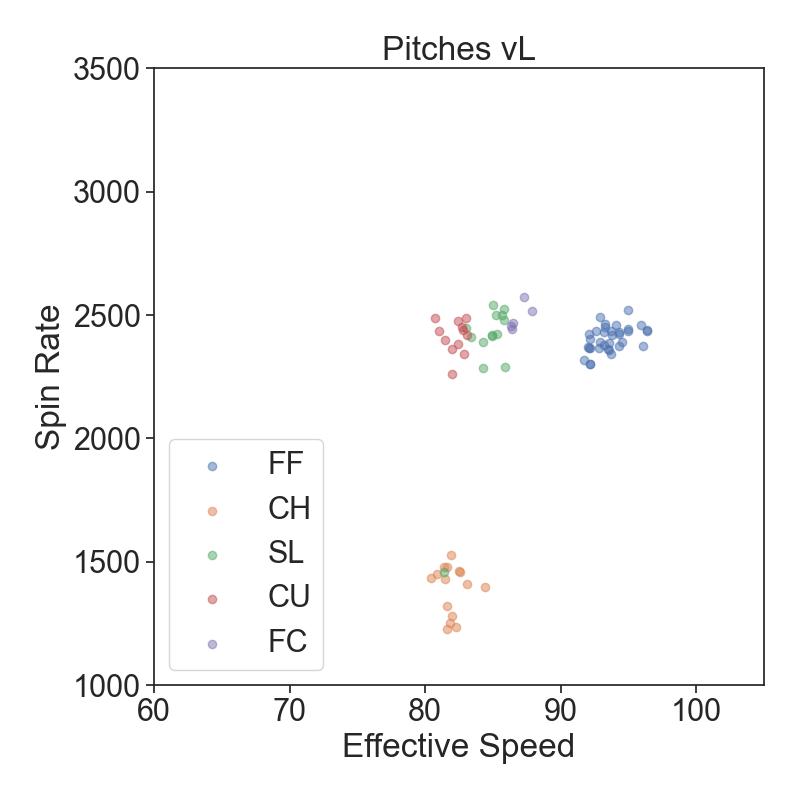 Pitches vL
3500
3000
2500
2000
1500
1000
Spin Rate
FF
CH
SL
CU
FC
60 70 80 90 100
Effective Speed